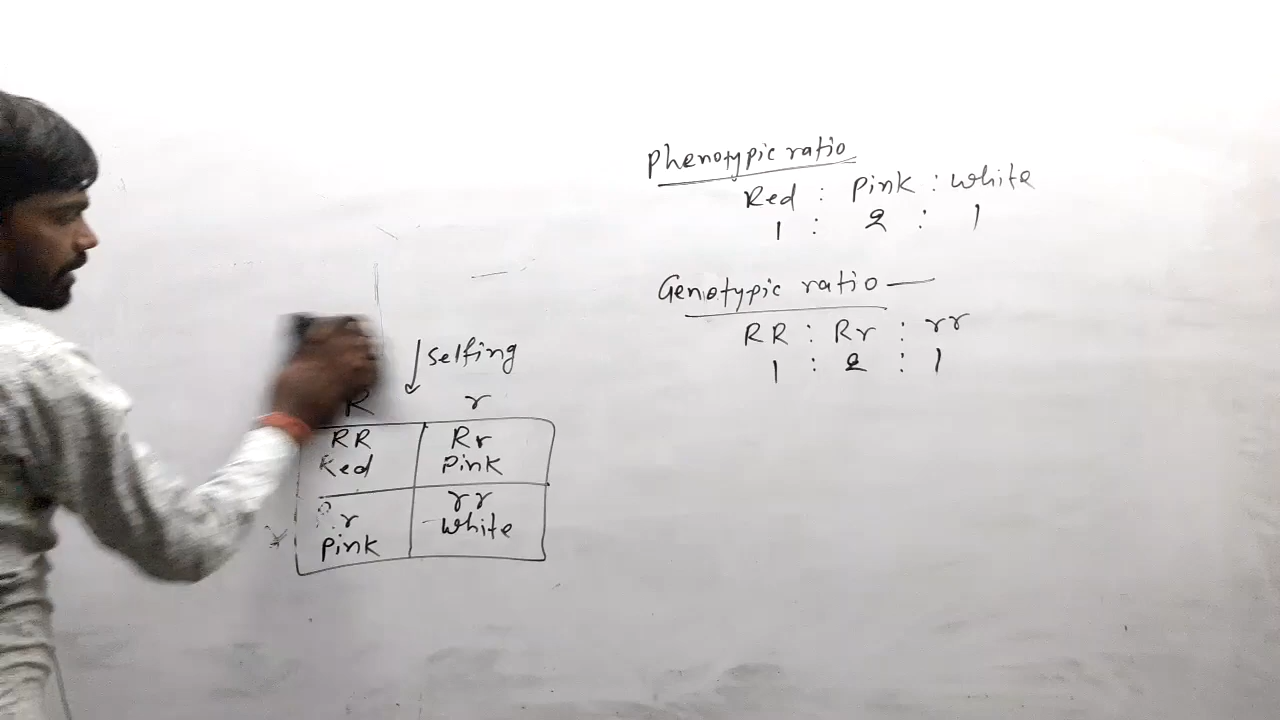 Phenotypic ratio
Red : Pink : white
1 : 2 : 1
Genotypic ratio —
RR : Rr : rr
1 : 2 : 1
↓ selfing
R r
RR Rr
Red Pink
r rr
Pink white